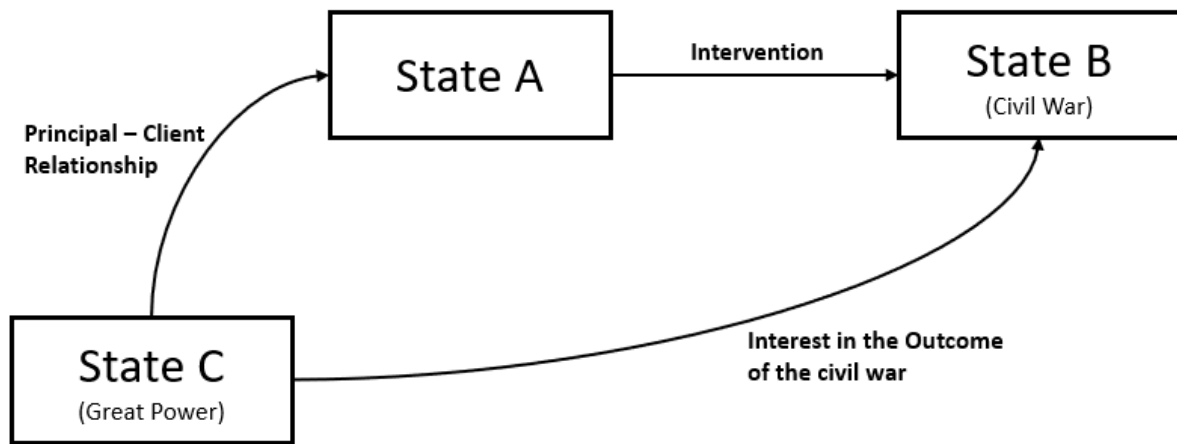 State A
Intervention
State B
(Civil War)
Principal – Client
Relationship
State C
(Great Power)
Interest in the Outcome
of the civil war